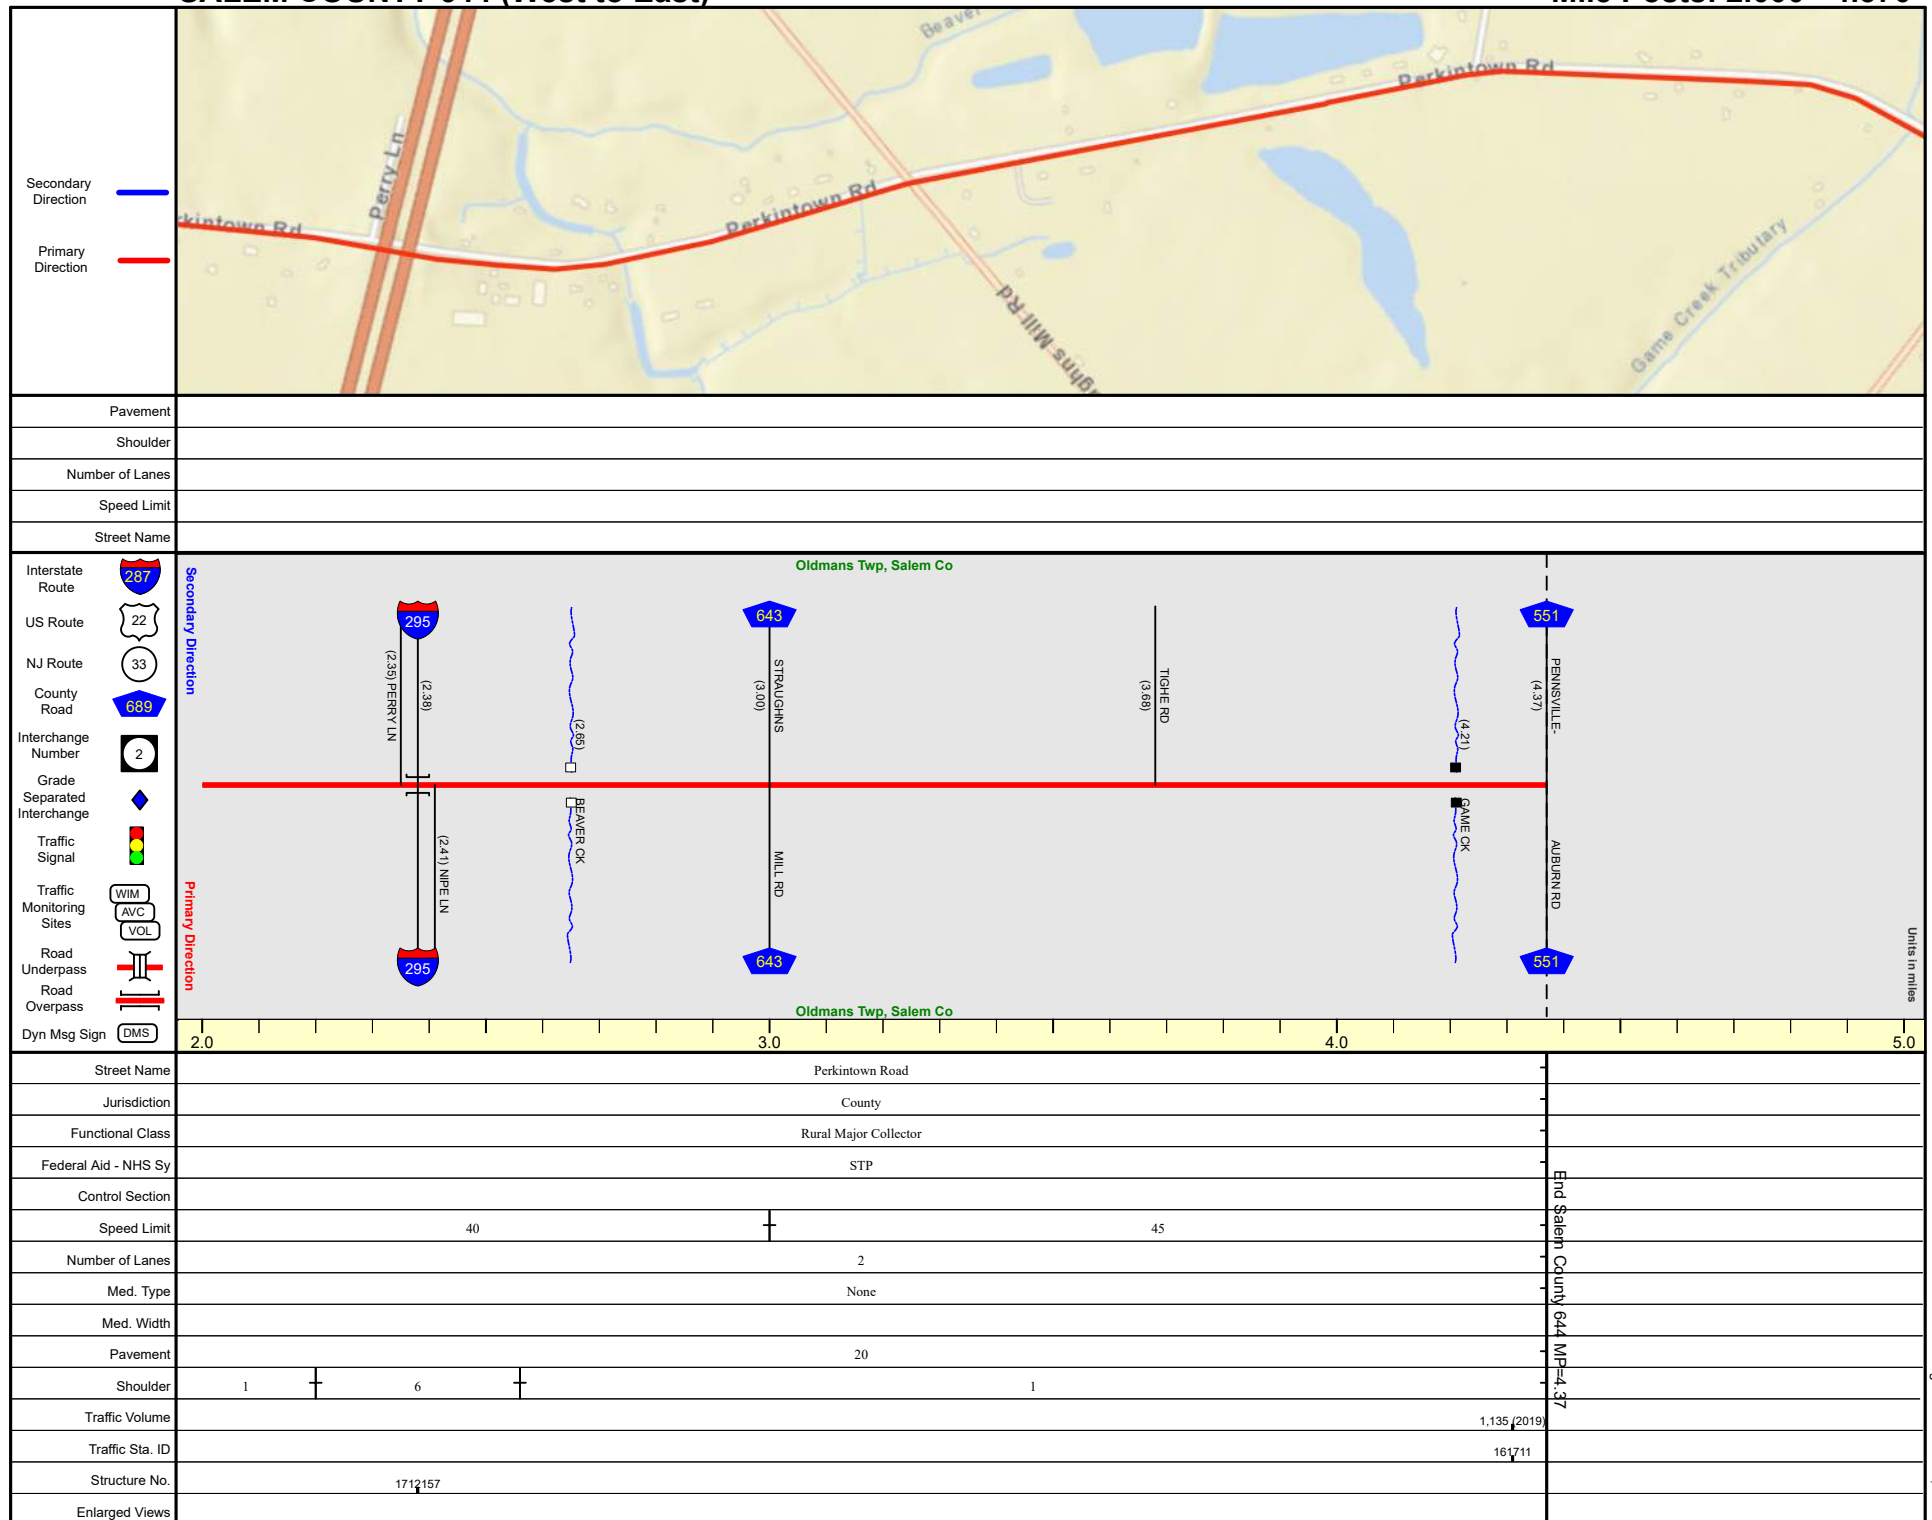 Beaver
Perkintown Rd
Perry Ln
Perkintown Rd
rkintown Rd
ghns Mill Rd
Game Creek Tributary
Secondary
Direction
Primary
Direction
Pavement
Shoulder
Number of Lanes
Speed Limit
Street Name
Interstate
Route
287
US Route
22
NJ Route
33
County
Road
689
Interchange
Number
2
Grade
Separated
Interchange
Traffic
Signal
Traffic
Monitoring
Sites
WIM
AVC
VOL
Road
Underpass
Road
Overpass
Dyn Msg Sign
DMS
Secondary Direction
Primary Direction
Oldmans Twp, Salem Co
295
(2.35) PERRY LN
(2.38)
(2.41) NIPE LN
295
(2.65)
BEAVER CK
643
STRAUGHNS
(3.00)
MILL RD
643
TIGHE RD
(3.68)
(4.21)
GAME CK
551
PENNSVILLE-
(4.37)
AUBURN RD
551
Units in miles
Oldmans Twp, Salem Co
2.0 3.0 4.0 5.0
Street Name Perkintown Road
Jurisdiction County
Functional Class Rural Major Collector
Federal Aid - NHS Sy STP
Control Section
Speed Limit 40 45
Number of Lanes 2
Med. Type None
Med. Width
Pavement 20
Shoulder 1 6 1
Traffic Volume 1,135 (2019)
Traffic Sta. ID 161711
Structure No. 1712157
Enlarged Views
End Salem County 644 MP=4.37